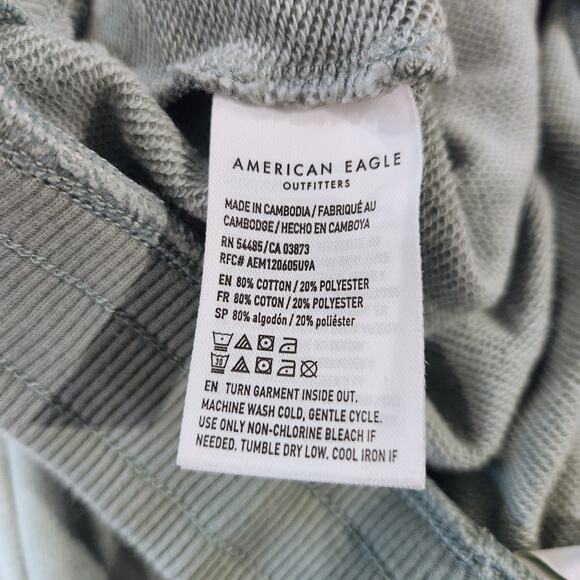 AMERICAN EAGLE
OUTFITTERS
MADE IN CAMBODIA / FABRIQUÉ AU
CAMBODGE / HECHO EN CAMBOYA
RN 54485 / CA 03873
RFC# AEM120605U9A
EN 80% COTTON / 20% POLYESTER
FR 80% COTON / 20% POLYESTER
SP 80% algodón / 20% poliéster
30
EN TURN GARMENT INSIDE OUT.
MACHINE WASH COLD, GENTLE CYCLE.
USE ONLY NON-CHLORINE BLEACH IF
NEEDED. TUMBLE DRY LOW. COOL IRON IF